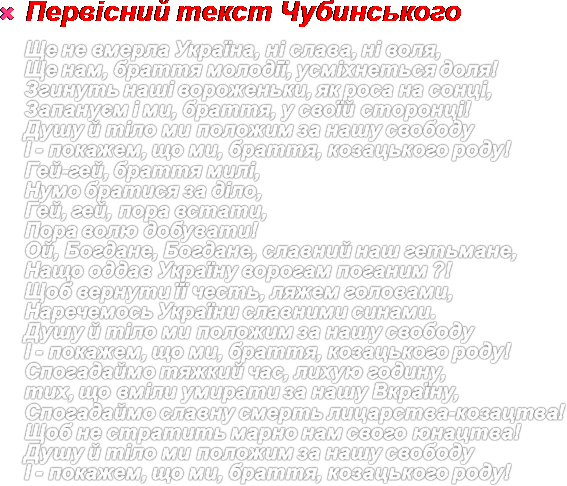 Первісний текст Чубинського
Ще не вмерла Україна, ні слава, ні воля,
Ще нам, браття молодії, усміхнеться доля!
Згинуть наші вороженьки, як роса на сонці,
Запануєм і ми, браття, у своїй сторонці!
Душу й тіло ми положим за нашу свободу
І - покажем, що ми, браття, козацького роду!
Гей-гей, браття милі,
Нумо братися за діло,
Гей, гей, пора встати,
Пора волю добувати!
Ой, Богдане, Богдане, славний наш гетьмане,
Нащо оддав Україну ворогам поганим ?!
Щоб вернути її честь, ляжем головами,
Наречемось України славними синами.
Душу й тіло ми положим за нашу свободу
І - покажем, що ми, браття, козацького роду!
Спогадаймо тяжкий час, лихую годину,
тих, що вміли умирати за нашу Вкраїну,
Спогадаймо славну смерть лицарства-козацтва!
Щоб не стратить марно нам свого юнацтва!
Душу й тіло ми положим за нашу свободу
І - покажем, що ми, браття, козацького роду!